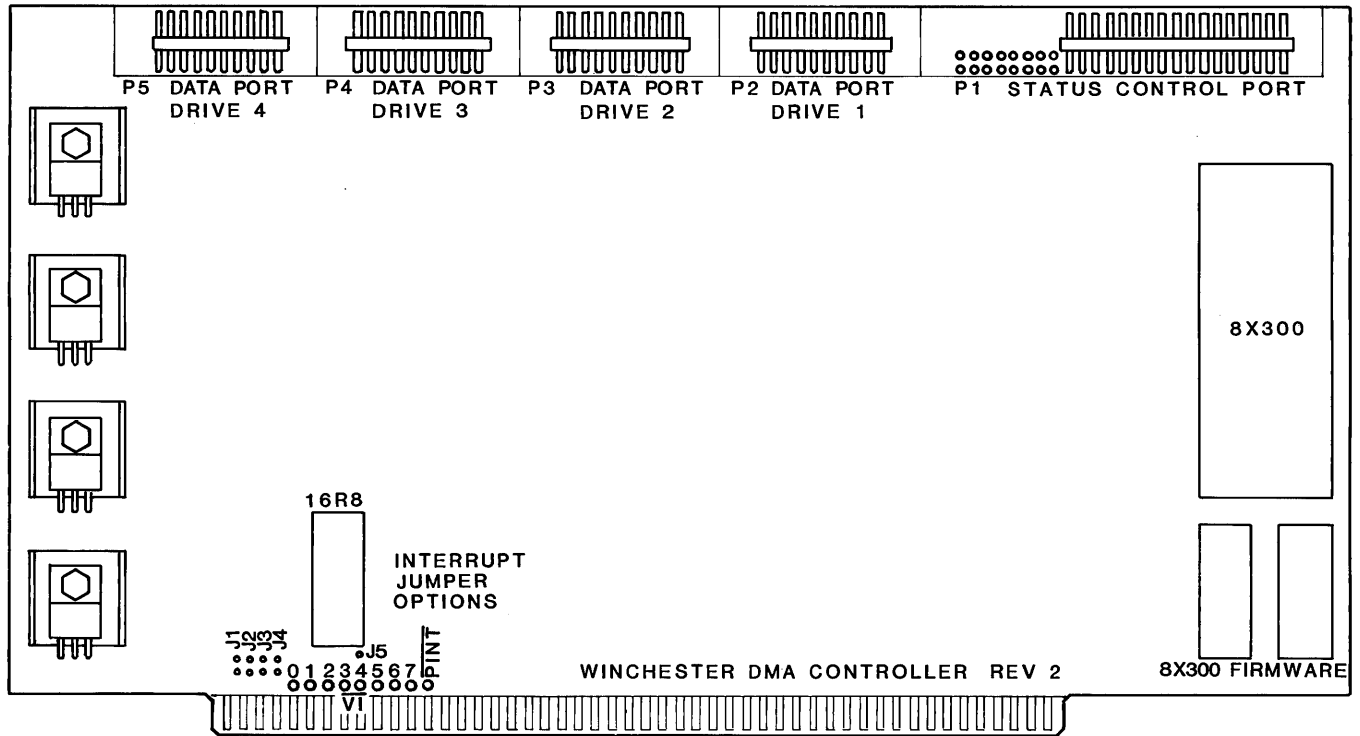 P5 DATA PORT
DRIVE 4
P4 DATA PORT
DRIVE 3
P3 DATA PORT
DRIVE 2
P2 DATA PORT
DRIVE 1
P1 STATUS CONTROL PORT
8X300
16R8
INTERRUPT
JUMPER
OPTIONS
J1
J2
J3
J4
J5
0 1 2 3 4 5 6 7
PINT
VI
WINCHESTER DMA CONTROLLER REV 2
8X300 FIRMWARE